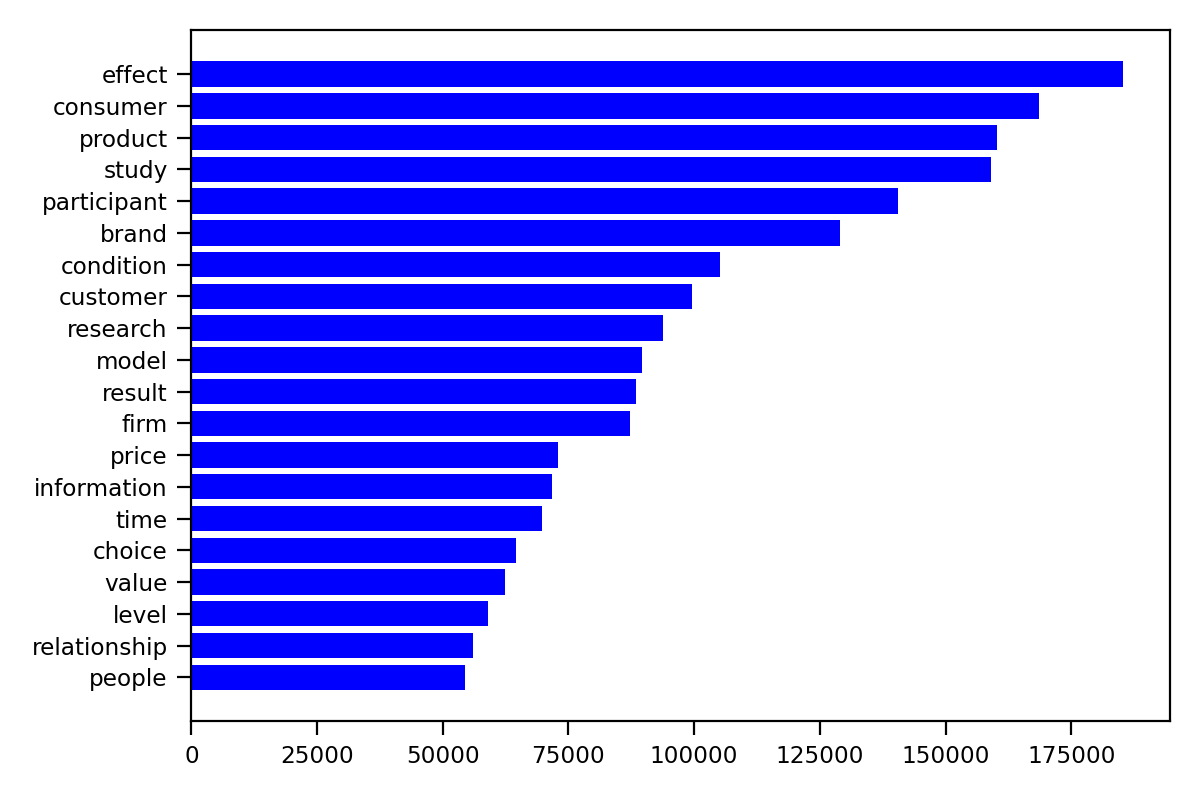 effect
consumer
product
study
participant
brand
condition
customer
research
model
result
firm
price
information
time
choice
value
level
relationship
people
0 25000 50000 75000 100000 125000 150000 175000